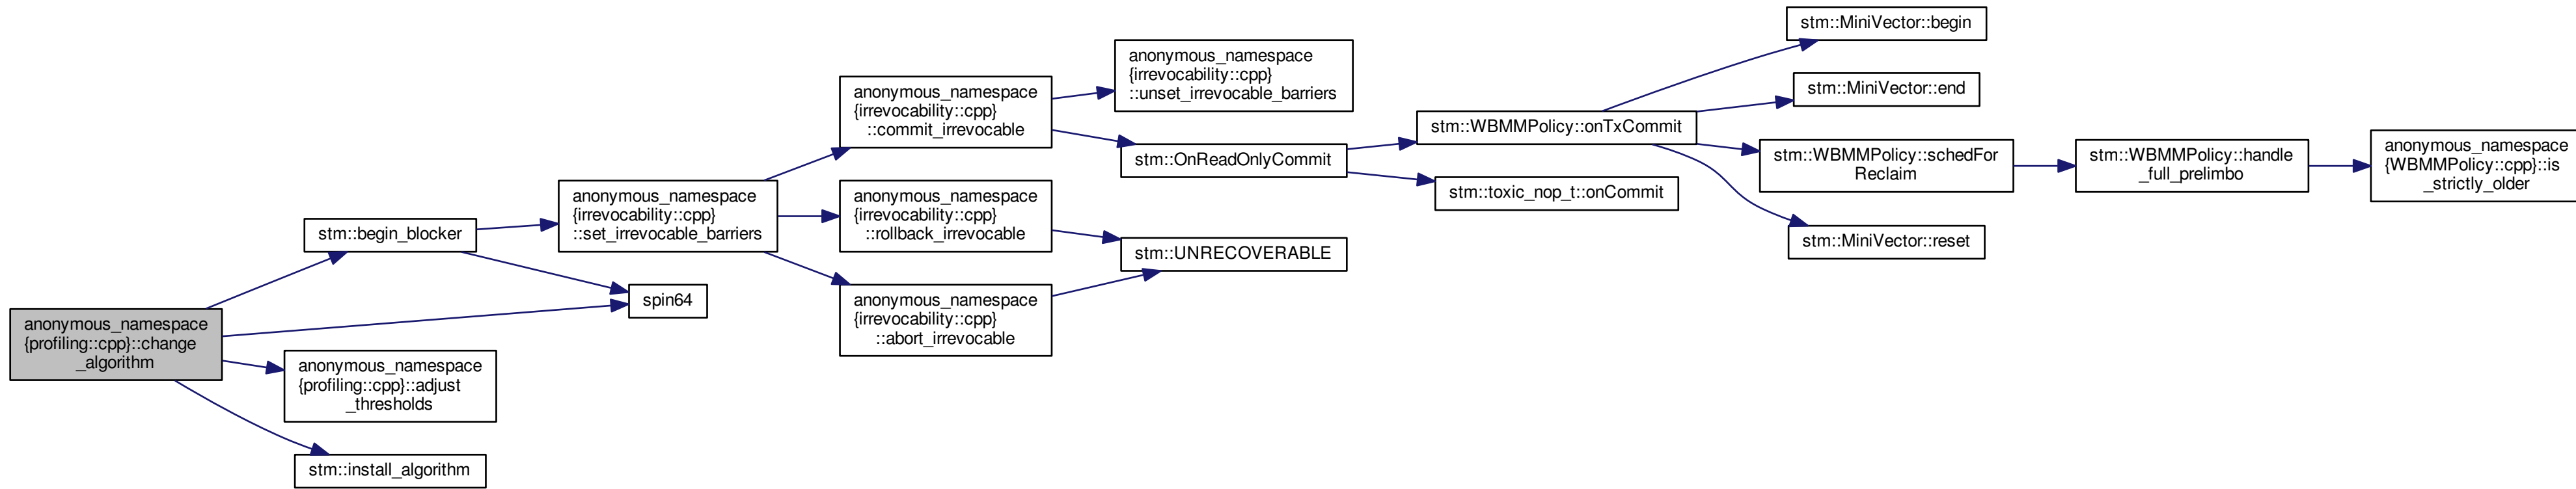 anonymous_namespace
{profiling::cpp}::change
_algorithm
stm::begin_blocker
spin64
anonymous_namespace
{profiling::cpp}::adjust
_thresholds
stm::install_algorithm
anonymous_namespace
{irrevocability::cpp}
::set_irrevocable_barriers
anonymous_namespace
{irrevocability::cpp}
::commit_irrevocable
anonymous_namespace
{irrevocability::cpp}
::rollback_irrevocable
anonymous_namespace
{irrevocability::cpp}
::abort_irrevocable
anonymous_namespace
{irrevocability::cpp}
::unset_irrevocable_barriers
stm::OnReadOnlyCommit
stm::UNRECOVERABLE
stm::WBMMPolicy::onTxCommit
stm::toxic_nop_t::onCommit
stm::MiniVector::begin
stm::MiniVector::end
stm::WBMMPolicy::schedFor
Reclaim
stm::MiniVector::reset
stm::WBMMPolicy::handle
_full_prelimbo
anonymous_namespace
{WBMMPolicy::cpp}::is
_strictly_older